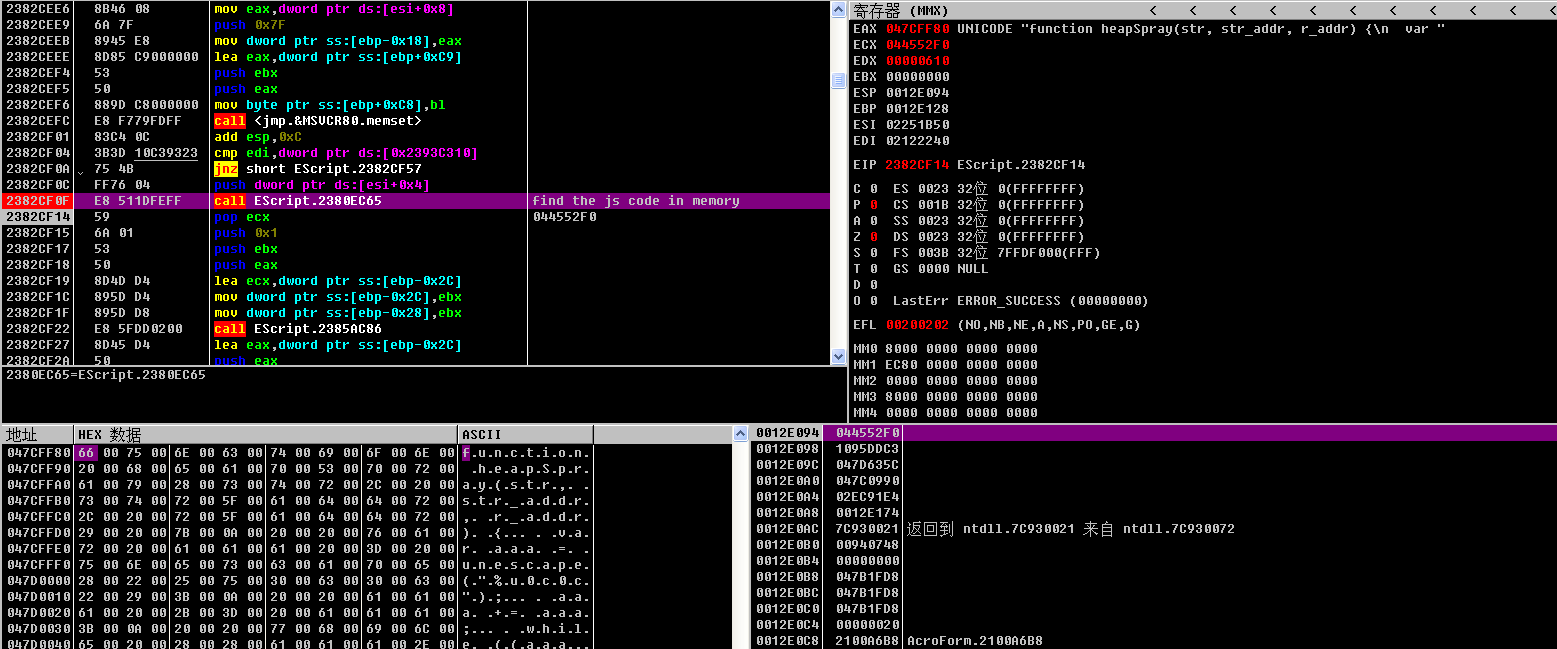 2382CEE6 8B46 08 mov eax,dword ptr ds:[esi+0x8]
2382CEE9 6A 7F push 0x7F
2382CEEB 8945 E8 mov dword ptr ss:[ebp-0x18],eax
2382CEEE 8D85 C9000000 lea eax,dword ptr ss:[ebp+0xC9]
2382CEF4 53 push ebx
2382CEF5 50 push eax
2382CEF6 889D C8000000 mov byte ptr ss:[ebp+0xC8],bl
2382CEFC E8 F779FDFF call <jmp.&MSVCR80.memset>
2382CF01 83C4 0C add esp,0xC
2382CF04 3B3D 10C39323 cmp edi,dword ptr ds:[0x2393C310]
2382CF0A 75 4B jnz short EScript.2382CF57
2382CF0C FF76 04 push dword ptr ds:[esi+0x4]
2382CF0F E8 511DFEFF call EScript.2380EC65 find the js code in memory
2382CF14 59 pop ecx 044552F0
2382CF15 6A 01 push 0x1
2382CF17 53 push ebx
2382CF18 50 push eax
2382CF19 8D4D D4 lea ecx,dword ptr ss:[ebp-0x2C]
2382CF1C 895D D4 mov dword ptr ss:[ebp-0x2C],ebx
2382CF1F 895D D8 mov dword ptr ss:[ebp-0x28],ebx
2382CF22 E8 5FDD0200 call EScript.2385AC86
2382CF27 8D45 D4 lea eax,dword ptr ss:[ebp-0x2C]
2382CF2A 50 push eax
2380EC65=EScript.2380EC65
寄存器 (MMX) < < < < < < < < < < <
EAX 047CFF80 UNICODE "function heapSpray(str, str_addr, r_addr) {\n  var "
ECX 044552F0
EDX 00000610
EBX 00000000
ESP 0012E094
EBP 0012E128
ESI 02251B50
EDI 02122240
EIP 2382CF14 EScript.2382CF14
C 0 ES 0023 32位 0(FFFFFFFF)
P 0 CS 001B 32位 0(FFFFFFFF)
A 0 SS 0023 32位 0(FFFFFFFF)
Z 0 DS 0023 32位 0(FFFFFFFF)
S 0 FS 003B 32位 7FFDF000(FFF)
T 0 GS 0000 NULL
D 0
O 0 LastErr ERROR_SUCCESS (00000000)
EFL 00200202 (NO,NB,NE,A,NS,PO,GE,G)
MM0 8000 0000 0000 0000
MM1 EC80 0000 0000 0000
MM2 0000 0000 0000 0000
MM3 8000 0000 0000 0000
MM4 0000 0000 0000 0000
地址 HEX 数据 ASCII
047CFF80 66 00 75 00 6E 00 63 00 74 00 69 00 6F 00 6E 00 f.u.n.c.t.i.o.n.
047CFF90 20 00 68 00 65 00 61 00 70 00 53 00 70 00 72 00 .h.e.a.p.S.p.r.
047CFFA0 61 00 79 00 28 00 73 00 74 00 72 00 2C 00 20 00 a.y.(.s.t.r.,. .
047CFFB0 73 00 74 00 72 00 5F 00 61 00 64 00 64 00 72 00 s.t.r._.a.d.d.r.
047CFFC0 2C 00 20 00 72 00 5F 00 61 00 64 00 64 00 72 00 ,. .r._.a.d.d.r.
047CFFD0 29 00 20 00 7B 00 0A 00 20 00 20 00 76 00 61 00 ). .{... . .v.a.
047CFFE0 72 00 20 00 61 00 61 00 61 00 20 00 3D 00 20 00 r. .a.a.a. .=. .
047CFFF0 75 00 6E 00 65 00 73 00 63 00 61 00 70 00 65 00 u.n.e.s.c.a.p.e.
047D0000 28 00 22 00 25 00 75 00 30 00 63 00 30 00 63 00 (.".%.u.0.c.0.c.
047D0010 22 00 29 00 3B 00 0A 00 20 00 20 00 61 00 61 00 ".).;... . .a.a.
047D0020 61 00 20 00 2B 00 3D 00 20 00 61 00 61 00 61 00 a. .+.=. .a.a.a.
047D0030 3B 00 0A 00 20 00 20 00 77 00 68 00 69 00 6C 00 ;... . .w.h.i.l.
047D0040 65 00 20 00 28 00 28 00 61 00 61 00 61 00 2E 00 e. .(.(.a.a.a...
0012E094 044552F0
0012E098 1095DDC3
0012E09C 047D635C
0012E0A0 047C0990
0012E0A4 02EC91E4
0012E0A8 0012E174
0012E0AC 7C930021 返回到 ntdll.7C930021 来自 ntdll.7C930072
0012E0B0 00940748
0012E0B4 00000000
0012E0B8 047B1FD8
0012E0BC 047B1FD8
0012E0C0 047B1FD8
0012E0C4 00000020
0012E0C8 2100A6B8 AcroForm.2100A6B8